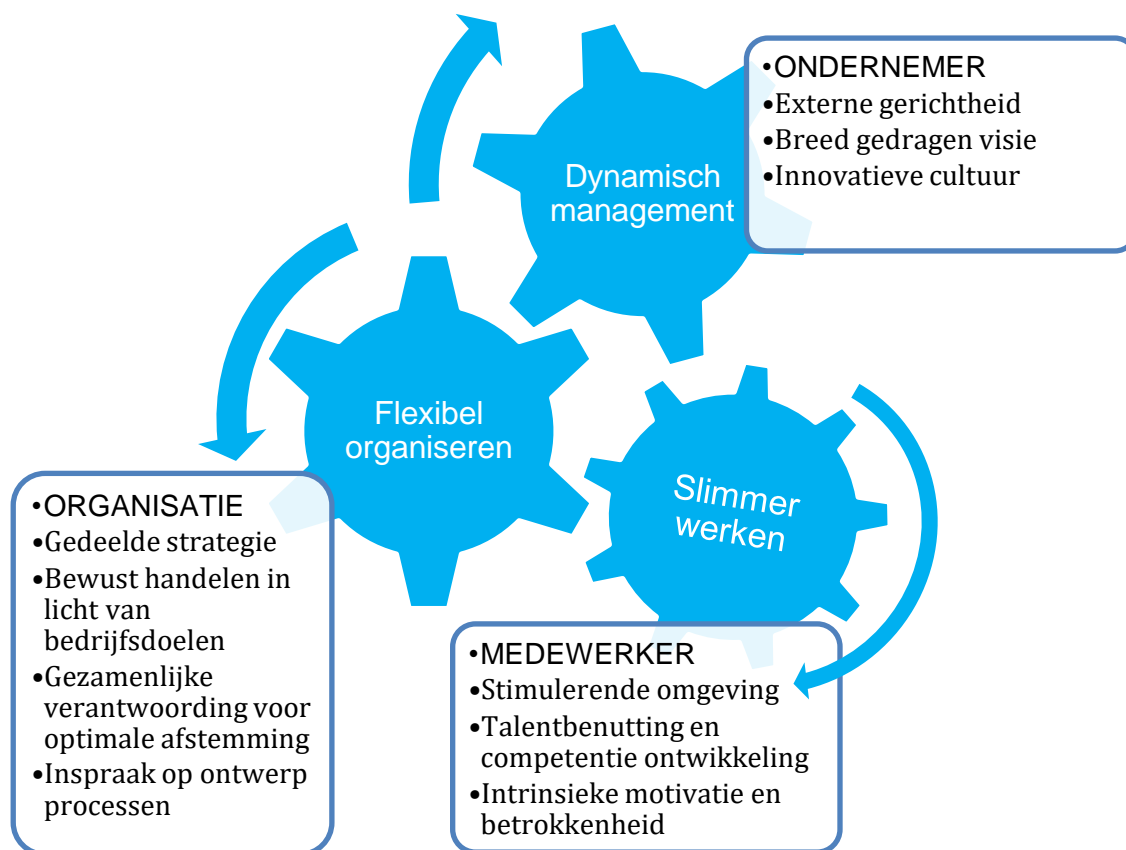 Dynamisch
management
•ONDERNEMER
•Externe gerichtheid
•Breed gedragen visie
•Innovatieve cultuur
Flexibel
organiseren
•ORGANISATIE
•Gedeelde strategie
•Bewust handelen in
licht van
bedrijfsdoelen
•Gezamenlijke
verantwoording voor
optimale afstemming
•Inspraak op ontwerp
processen
Slimmer
werken
•MEDEWERKER
•Stimulerende omgeving
•Talentbenutting en
competentie ontwikkeling
•Intrinsieke motivatie en
betrokkenheid